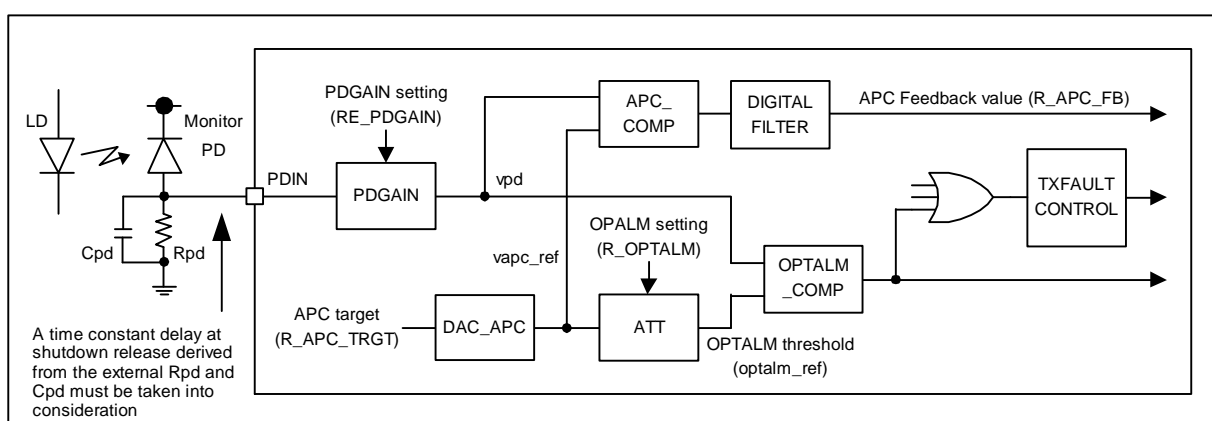 LD
Monitor
PD
Cpd
Rpd
A time constant delay at
shutdown release derived
from the external Rpd and
Cpd must be taken into
consideration
PDIN
PDGAIN setting
(RE_PDGAIN)
PDGAIN
vpd
APC_
COMP
DIGITAL
FILTER
APC Feedback value (R_APC_FB)
vapc_ref
APC target
(R_APC_TRGT)
DAC_APC
OPALM setting
(R_OPTALM)
ATT
OPTALM threshold
(optalm_ref)
OPTALM
_COMP
TXFAULT
CONTROL